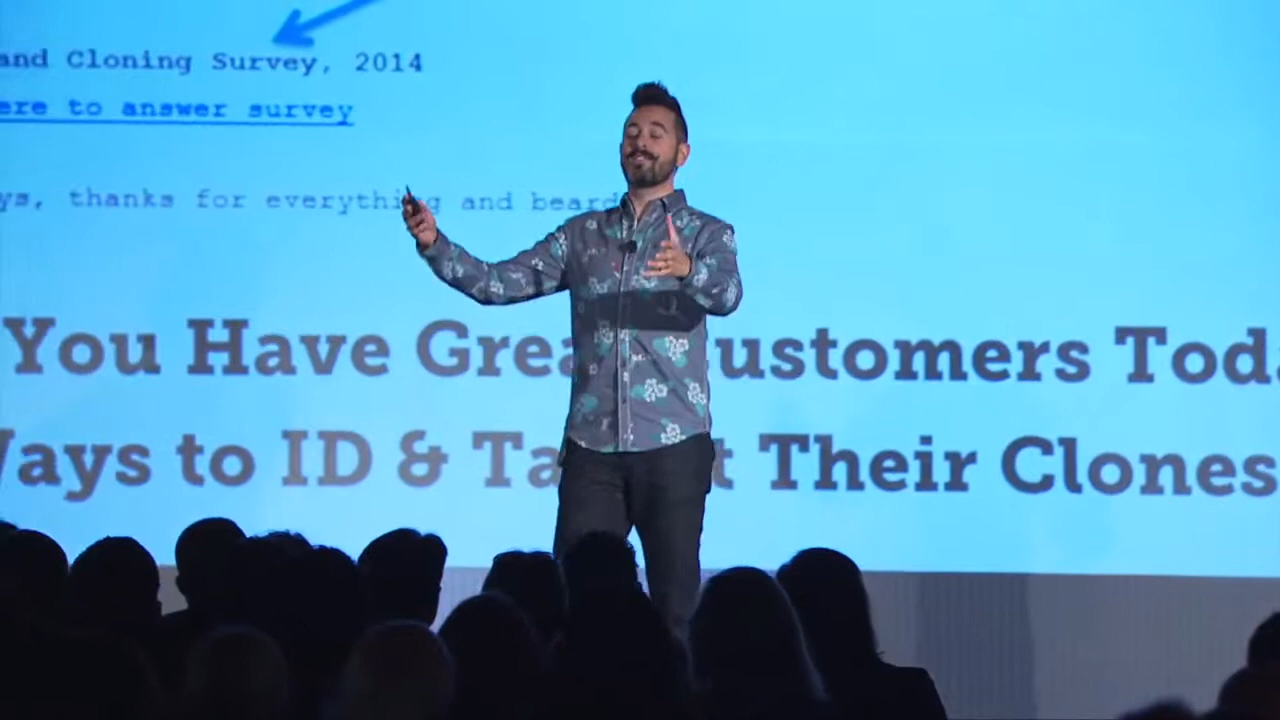 and Cloning Survey, 2014
ere to answer survey
ys, thanks for everything and beard
You Have Grea ustomers Toda
Ways to ID & Ta t Their Clones